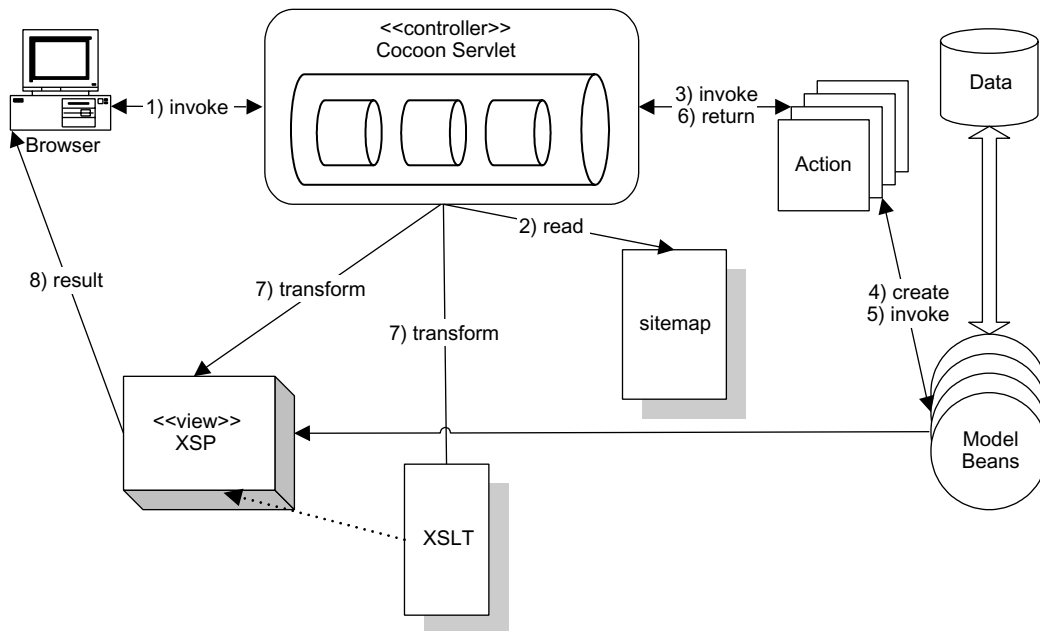 <<controller>>
Cocoon Servlet
1) invoke
3) invoke
6) return
Data
Browser
Action
2) read
8) result
7) transform
7) transform
sitemap
4) create
5) invoke
<<view>>
XSP
Model
Beans
XSLT